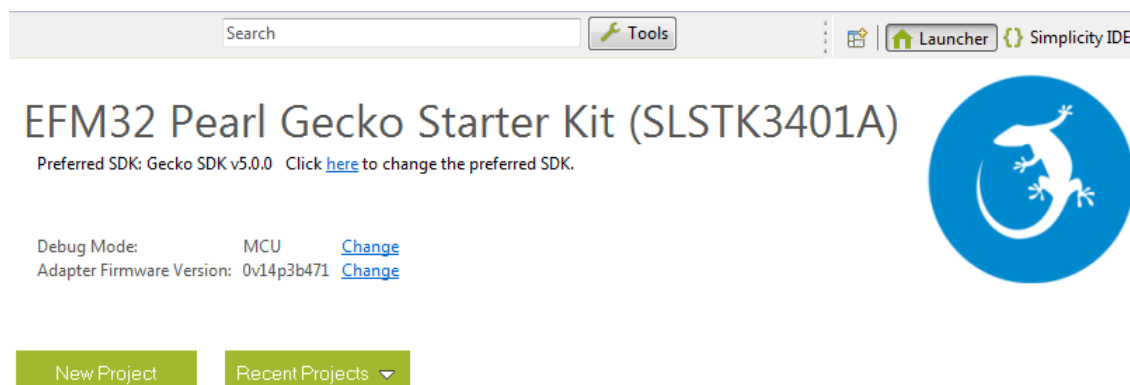 Search Tools Launcher {} Simplicity IDE
EFM32 Pearl Gecko Starter Kit (SLSTK3401A)
Preferred SDK: Gecko SDK v5.0.0 Click here to change the preferred SDK.
Debug Mode: MCU Change
Adapter Firmware Version: 0v14p3b471 Change
New Project Recent Projects